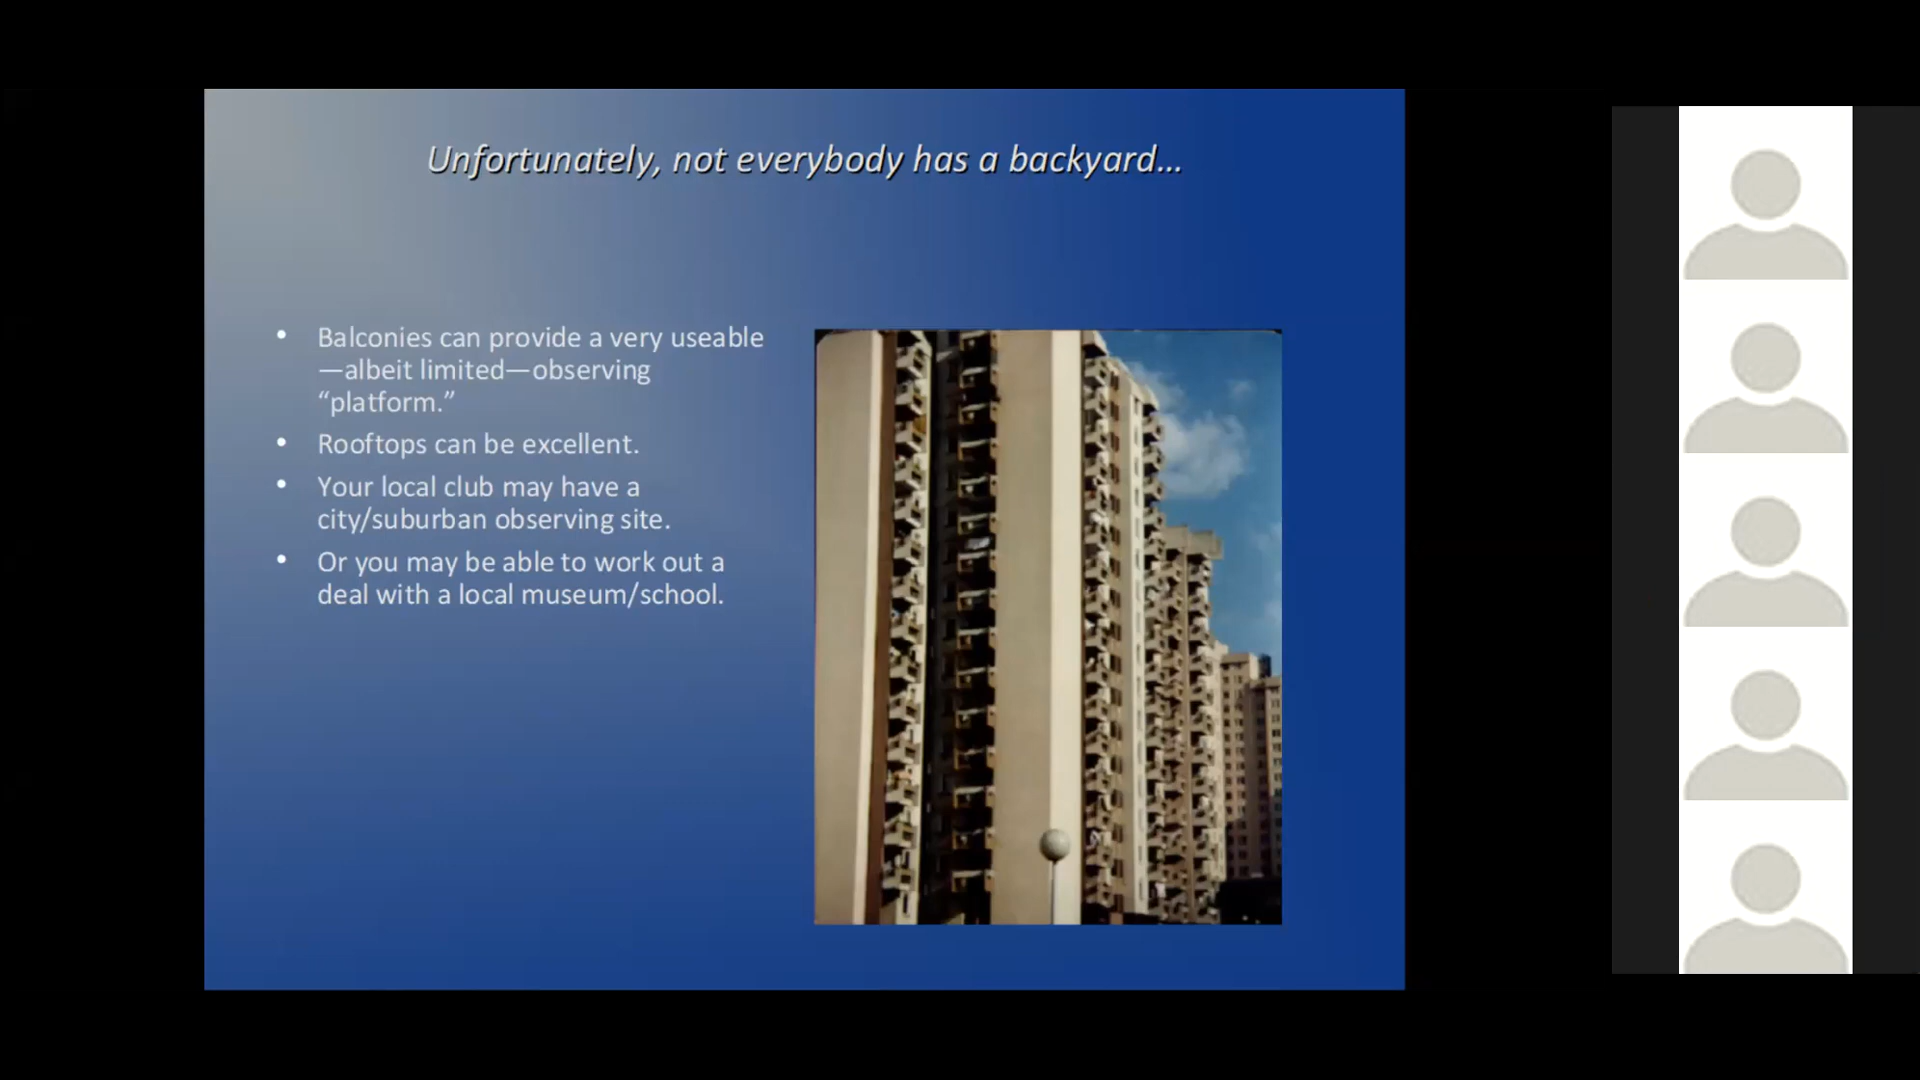 Unfortunately, not everybody has a backyard...
• Balconies can provide a very useable
—albeit limited—observing
“platform.”
• Rooftops can be excellent.
• Your local club may have a
city/suburban observing site.
• Or you may be able to work out a
deal with a local museum/school.